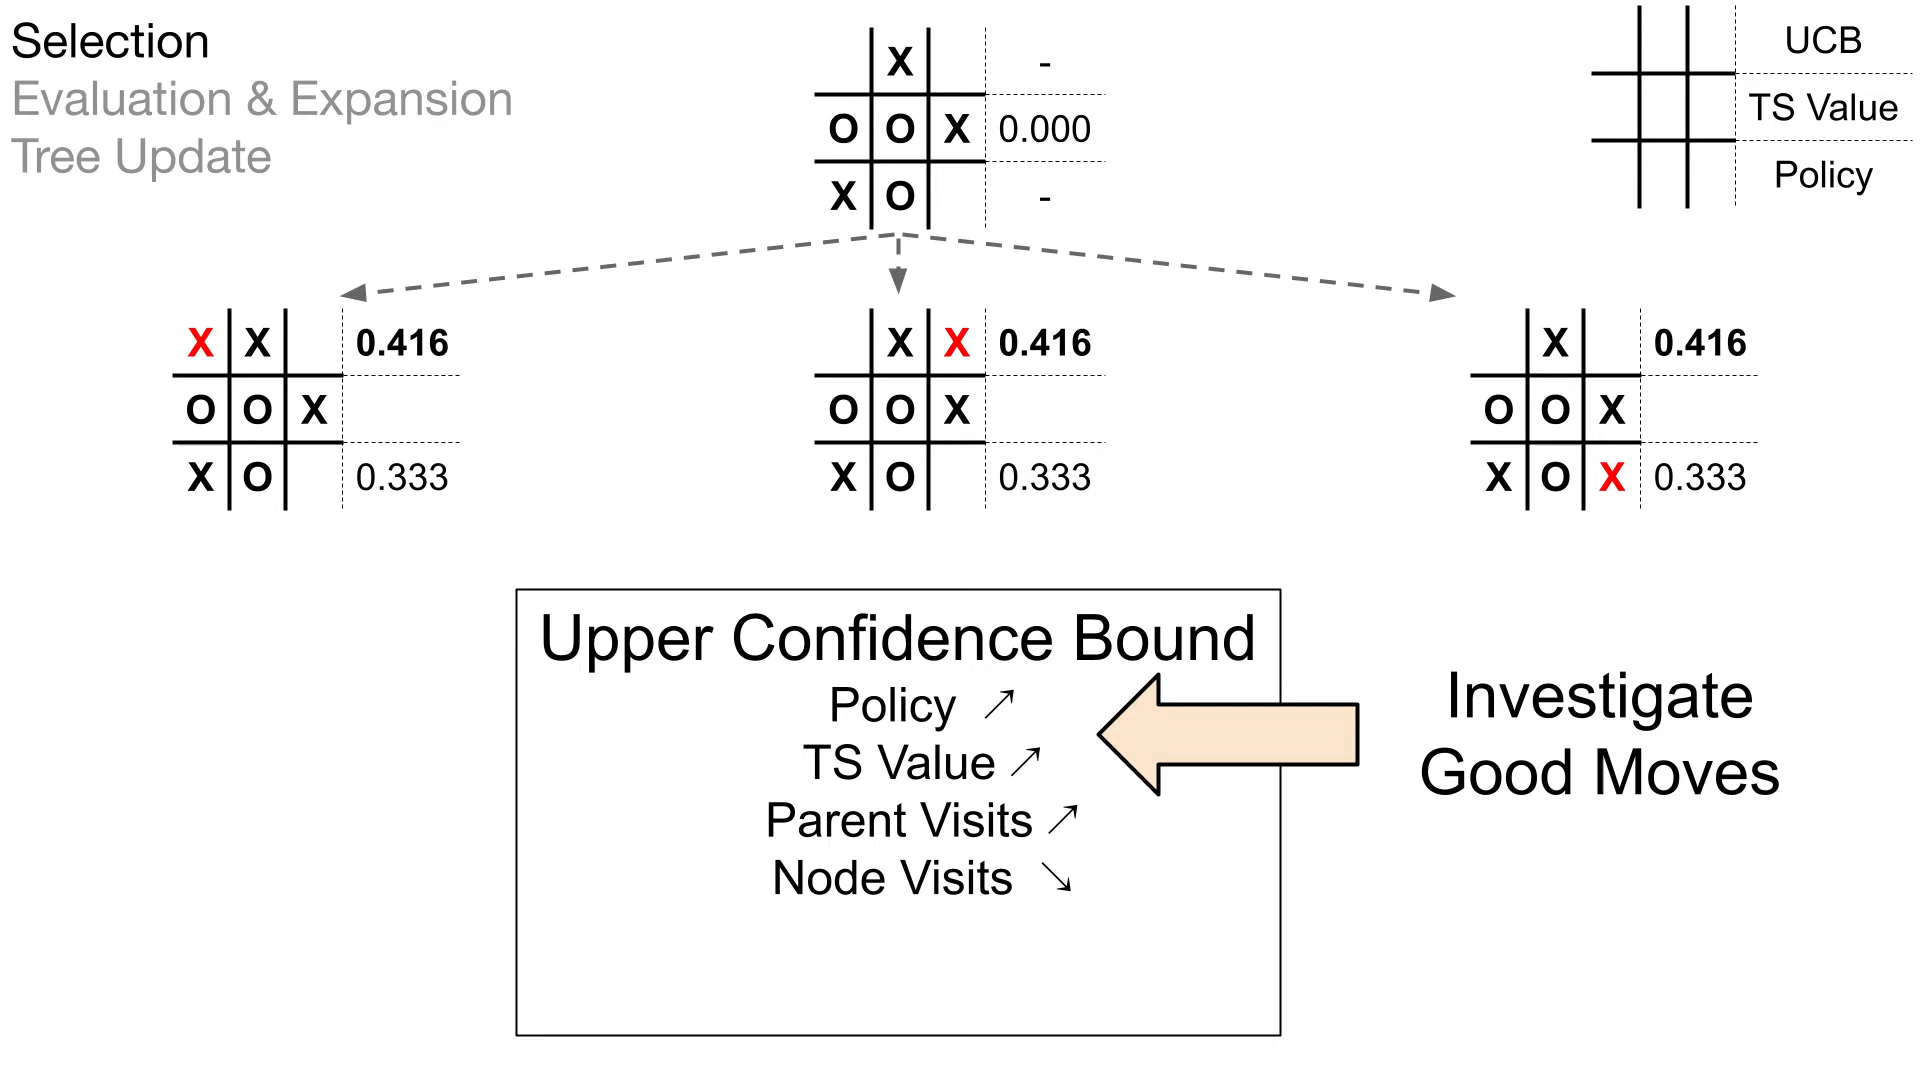 Selection
Evaluation & Expansion
Tree Update
X -
O O X 0.000
X O -
UCB
TS Value
Policy
X X 0.416
O O X
X O 0.333
X X 0.416
O O X
X O 0.333
X 0.416
O O X
X O X 0.333
Upper Confidence Bound
Policy ↗
TS Value ↗
Parent Visits ↗
Node Visits ↘
Investigate
Good Moves